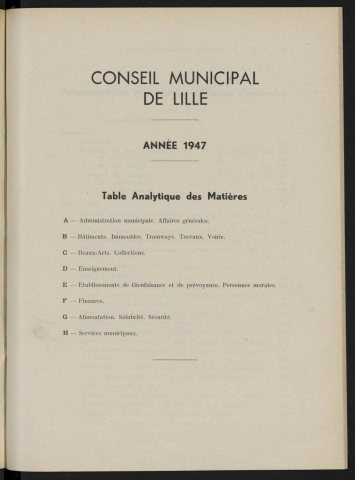 CONSEIL MUNICIPAL
DE LILLE
ANNÉE 1947
Table Analytique des Matières
A — Administration municipale. Affaires générales.
B — Bâtiments. Immeubles. Tramways. Travaux. Voirie.
C — Beaux-Arts. Collections.
D — Enseignement.
E — Etablissements de Bienfaisance et de prévoyance. Personnes morales.
F — Finances.
G — Alimentation. Salubrité. Sécurité.
H — Services municipaux.